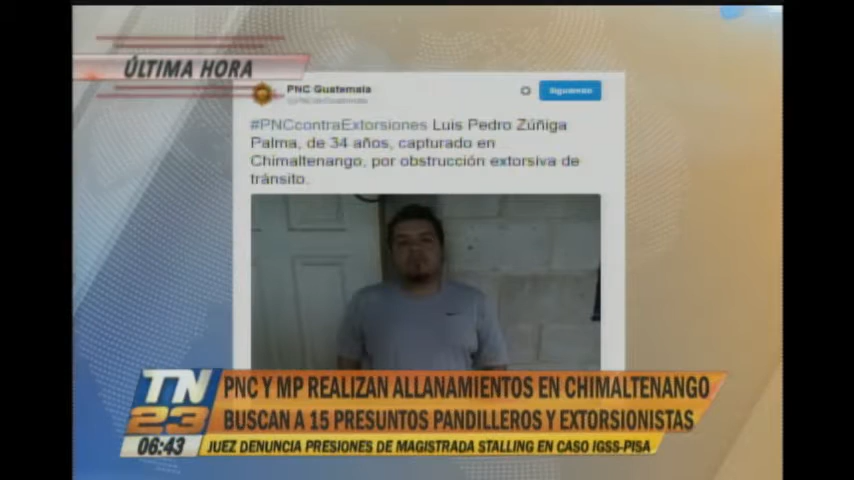 ÚLTIMA HORA
PNC Guatemala
Siguiendo
#PNCcontraExtorsiones Luis Pedro Zúñiga
Palma, de 34 años, capturado en
Chimaltenango, por obstrucción extorsiva de
tránsito.
TN
23
PNC Y MP REALIZAN ALLANAMIENTOS EN CHIMALTENANGO
BUSCAN A 15 PRESUNTOS PANDILLEROS Y EXTORSIONISTAS
06:43
JUEZ DENUNCIA PRESIONES DE MAGISTRADA STALLING EN CASO IGSS-PISA